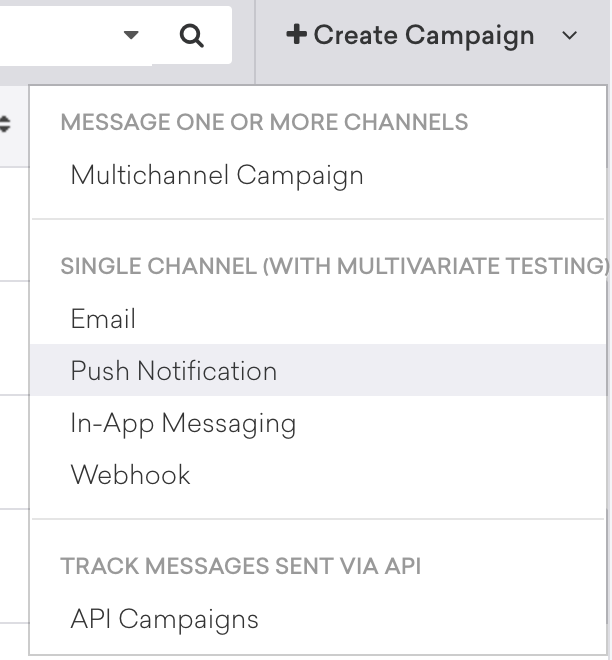 Create Campaign
MESSAGE ONE OR MORE CHANNELS
Multichannel Campaign
SINGLE CHANNEL (WITH MULTIVARIATE TESTING)
Email
Push Notification
In-App Messaging
Webhook
TRACK MESSAGES SENT VIA API
API Campaigns